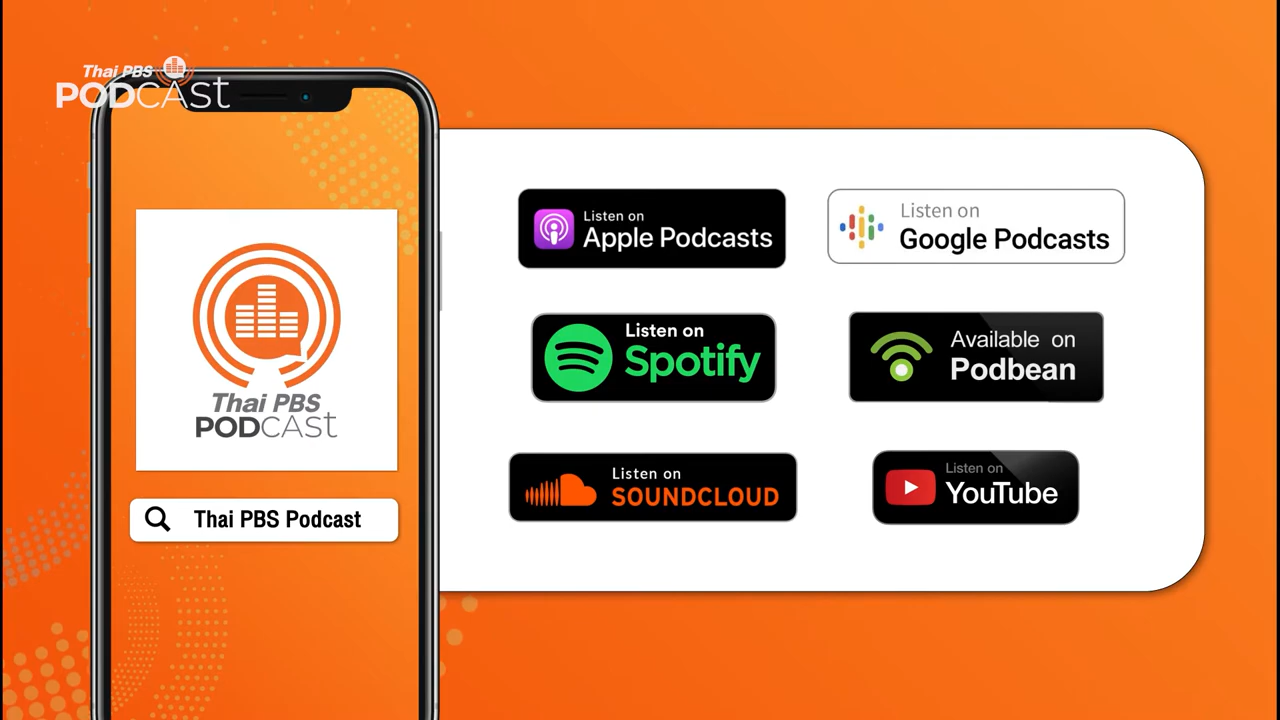 Thai PBS
PODCAST
Thai PBS
PODCAST
Thai PBS Podcast
Listen on
Apple Podcasts
Listen on
Google Podcasts
Listen on
Spotify
Available on
Podbean
Listen on
SOUNDCLOUD
Listen on
YouTube